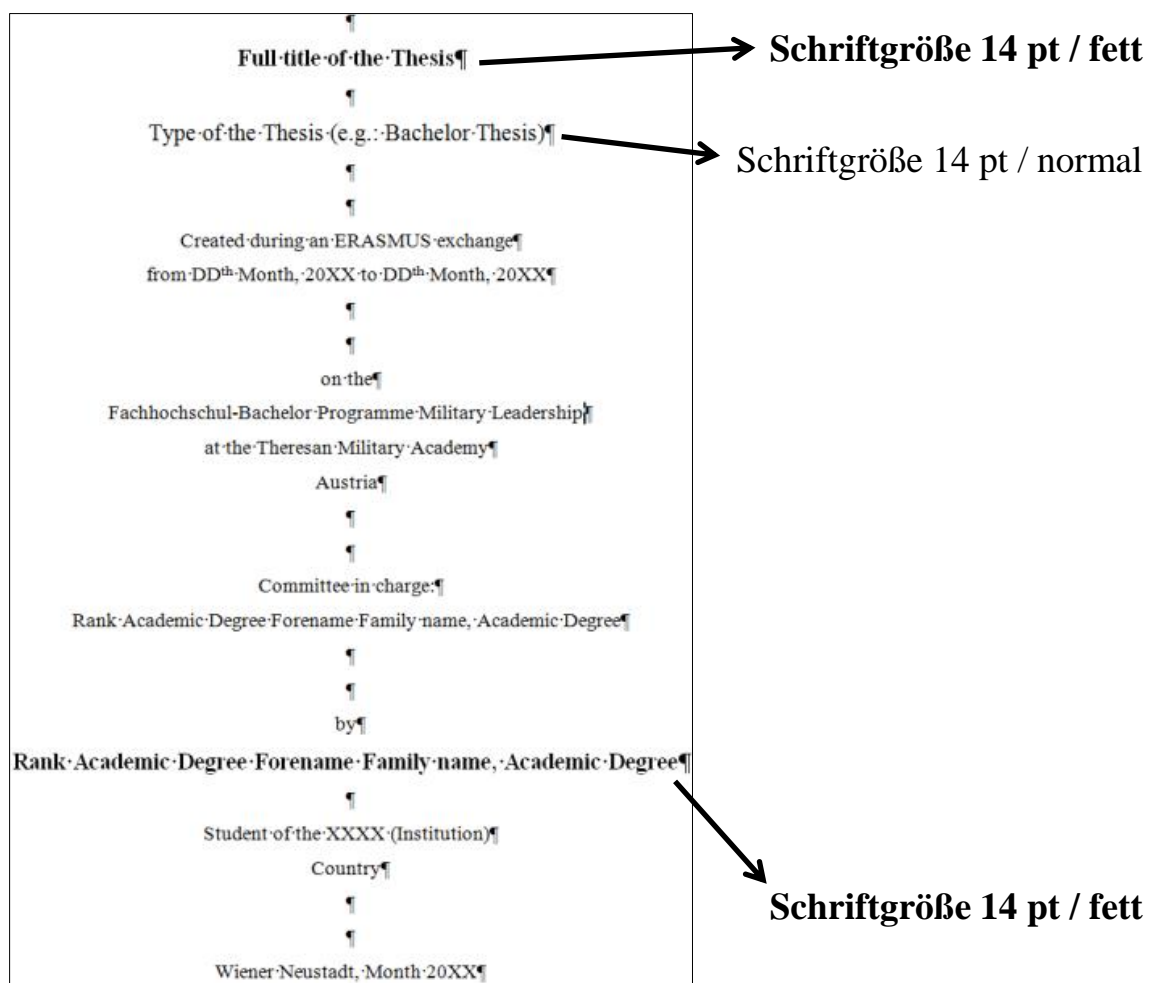 ¶
Full title of the Thesis¶
Schriftgröße 14 pt / fett
¶
Type of the Thesis (e.g.: Bachelor Thesis)¶
Schriftgröße 14 pt / normal
¶
¶
Created during an ERASMUS exchange¶
from DDth Month, 20XX to DDth Month, 20XX¶
¶
¶
on the¶
Fachhochschul-Bachelor Programme Military Leadership¶
at the Theresan Military Academy¶
Austria¶
¶
¶
Committee in charge:¶
Rank Academic Degree Forename Family name, Academic Degree¶
¶
¶
by¶
Rank Academic Degree Forename Family name, Academic Degree¶
¶
Student of the XXXX (Institution)¶
Country¶
¶
Schriftgröße 14 pt / fett
¶
Wiener Neustadt, Month 20XX¶